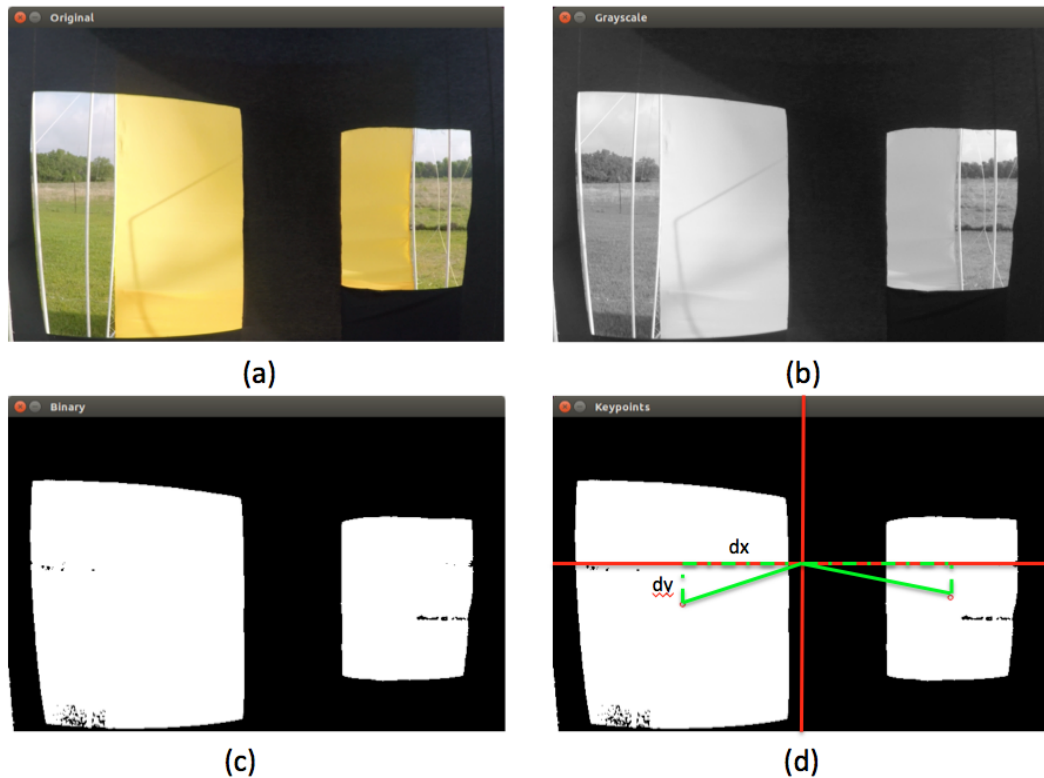 Original
Grayscale
(a)
(b)
Binary
Keypoints
dx
dy
(c)
(d)